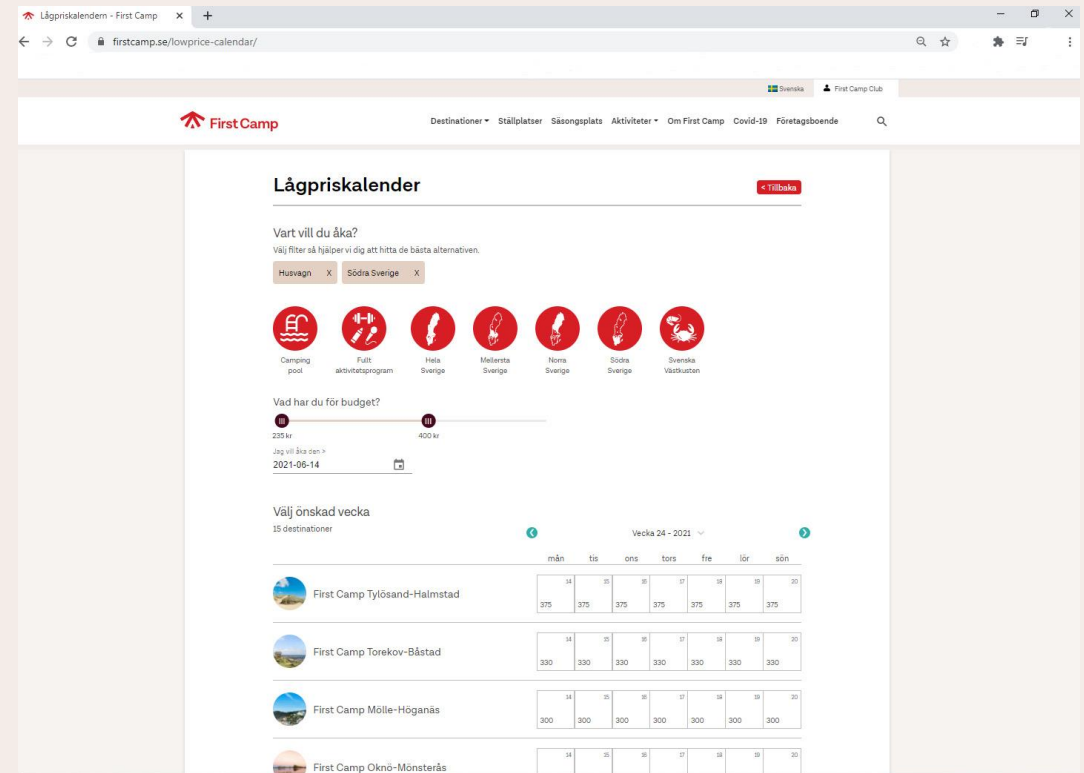 Lågpriskalendern - First Camp
firstcamp.se/lowprice-calendar/
Svenska First Camp Club
First Camp
Destinationer Ställplatser Säsongsplats Aktiviteter Om First Camp Covid-19 Företagsboende
Lågpriskalender
< Tillbaka
Vart vill du åka?
Välj filter så hjälper vi dig att hitta de bästa alternativen.
Husvagn X Södra Sverige X
Camping pool
Fullt aktivitetsprogram
Hela Sverige
Mellersta Sverige
Norra Sverige
Södra Sverige
Svenska Västkusten
Vad har du för budget?
235 kr 400 kr
Jag vill åka den >
2021-06-14
Välj önskad vecka
15 destinationer
Vecka 24 - 2021
mån tis ons tors fre lör sön
14 15 16 17 18 19 20
First Camp Tylösand-Halmstad
375 375 375 375 375 375 375
14 15 16 17 18 19 20
First Camp Torekov-Båstad
330 330 330 330 330 330 330
14 15 16 17 18 19 20
First Camp Mölle-Höganäs
300 300 300 300 300 300 300
14 15 16 17 18 19 20
First Camp Oknö-Mönsterås